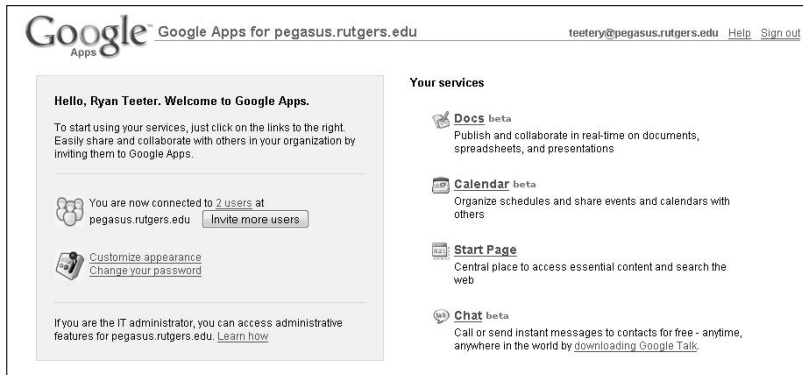 Google™ Google Apps for pegasus.rutgers.edu
Apps
teetery@pegasus.rutgers.edu Help Sign out
Hello, Ryan Teeter. Welcome to Google Apps.
To start using your services, just click on the links to the right.
Easily share and collaborate with others in your organization by
inviting them to Google Apps.
You are now connected to 2 users at
pegasus.rutgers.edu Invite more users
Customize appearance
Change your password
If you are the IT administrator, you can access administrative
features for pegasus.rutgers.edu. Learn how
Your services
Docs beta
Publish and collaborate in real-time on documents,
spreadsheets, and presentations
Calendar beta
Organize schedules and share events and calendars with
others
Start Page
Central place to access essential content and search the
web
Chat beta
Call or send instant messages to contacts for free - anytime,
anywhere in the world by downloading Google Talk.